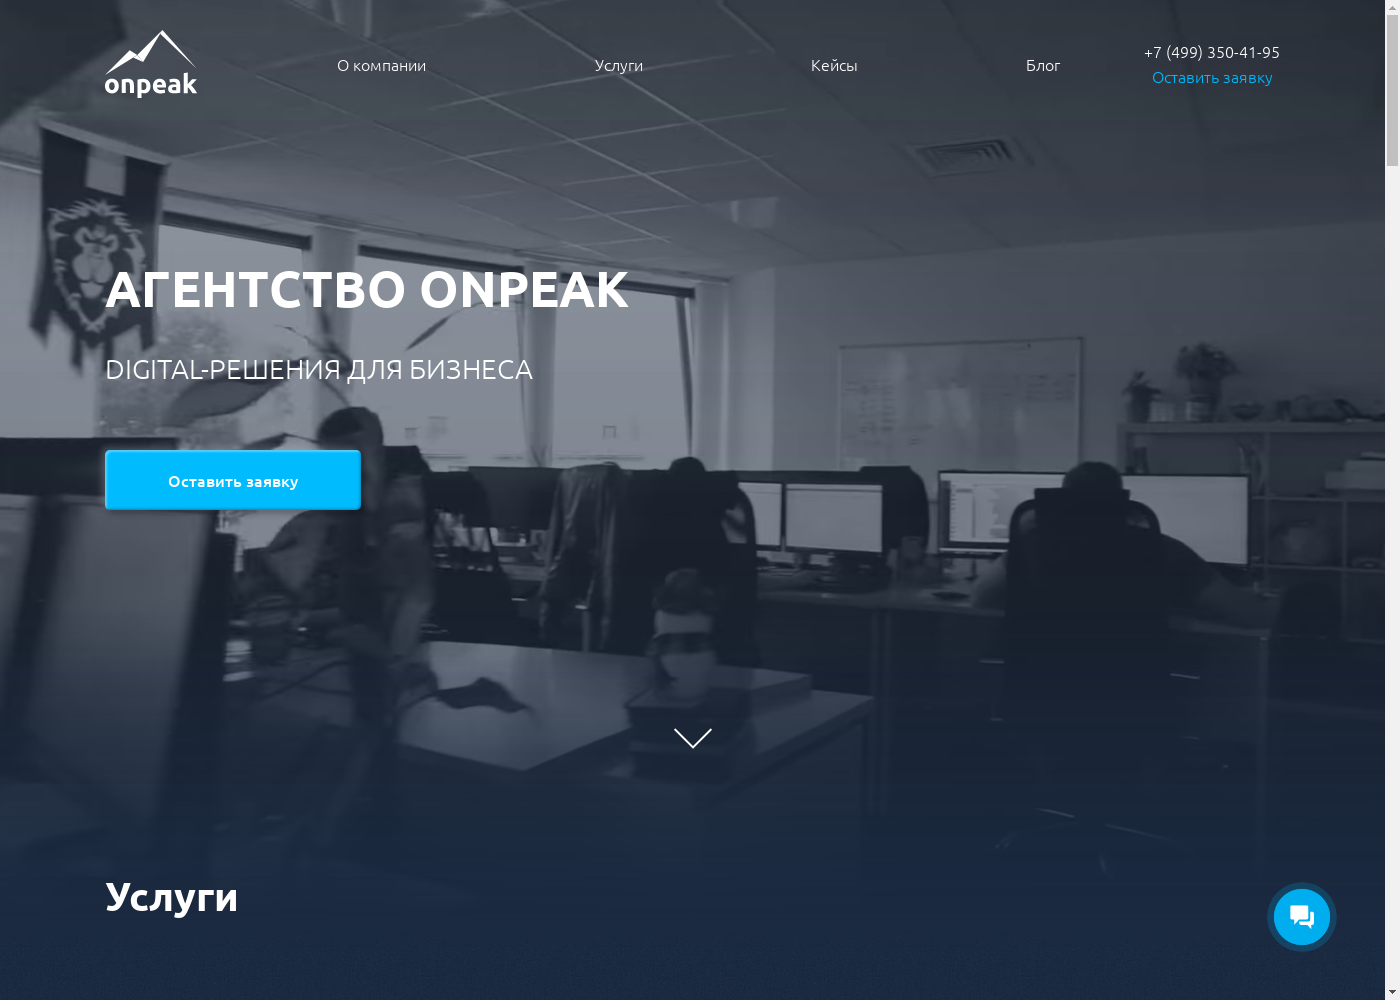 onpeak
О компании
Услуги
Кейсы
Блог
+7 (499) 350-41-95
Оставить заявку
АГЕНТСТВО ONPEAK
DIGITAL-РЕШЕНИЯ ДЛЯ БИЗНЕСА
Оставить заявку
Услуги